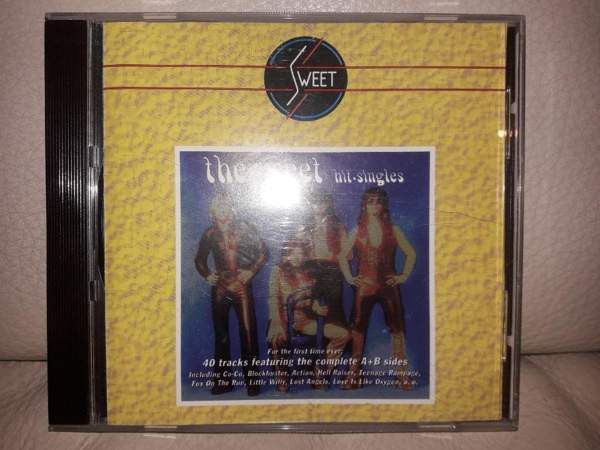 SWEET
the sweet hit-singles
For the first time ever:
40 tracks featuring the complete A+B sides
Including Co-Co, Blockbuster, Action, Hell Raiser, Teenage Rampage,
Fox On The Run, Little Willy, Lost Angels, Love Is Like Oxygen, a.o.